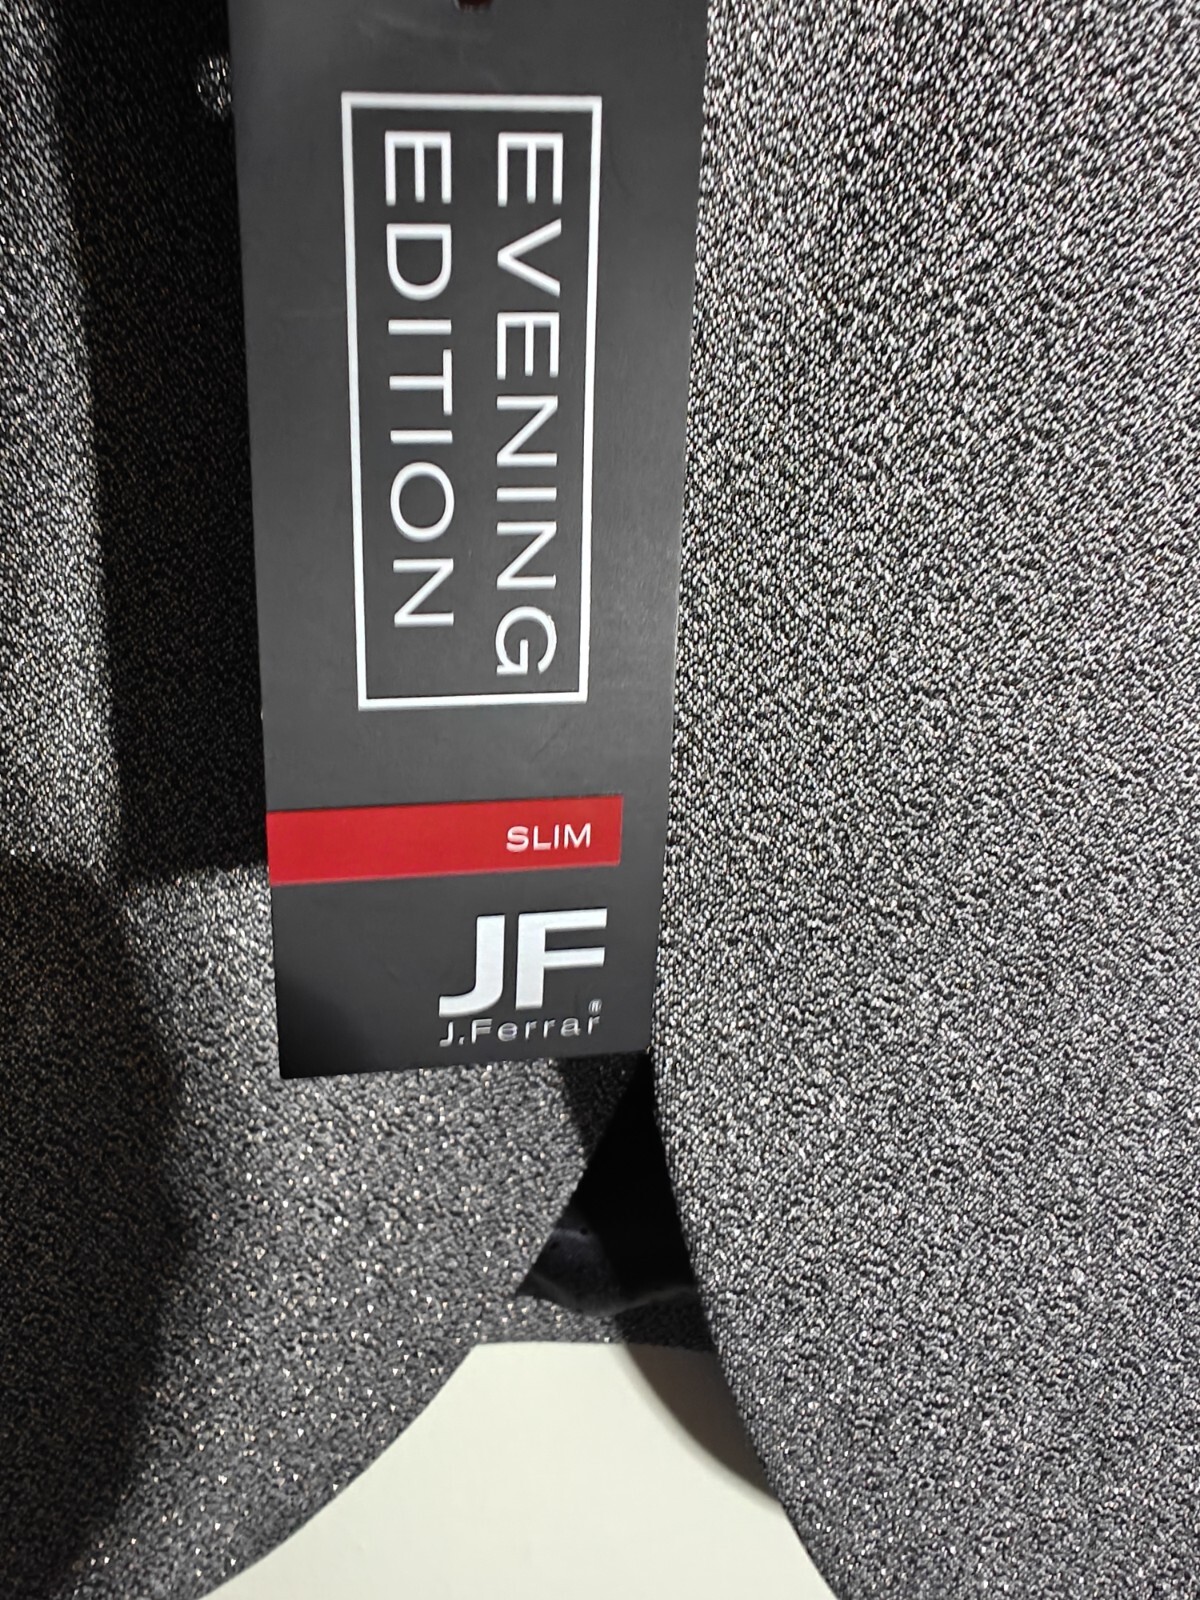 EVENING
EDITION
SLIM
JF
J.Ferrar®